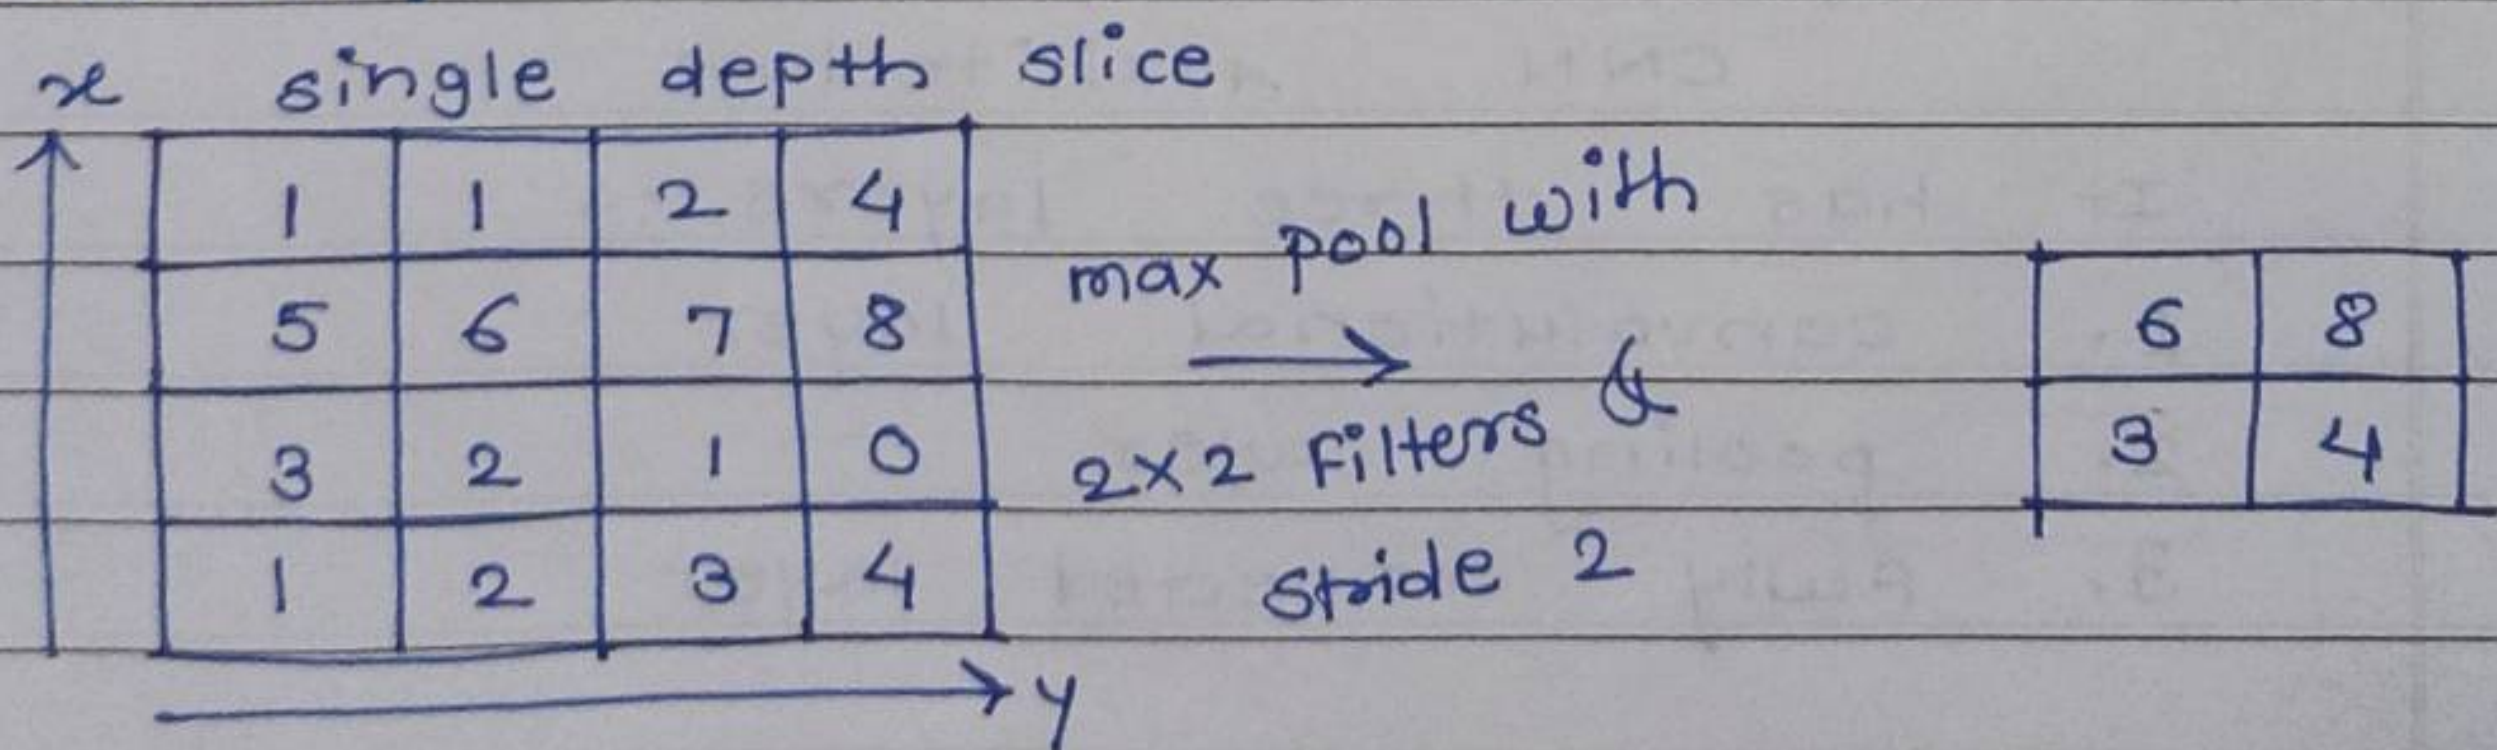 x single depth slice
1 1 2 4
5 6 7 8
3 2 1 0
1 2 3 4
y
max pool with
→
2×2 Filters &
stride 2
6 8
3 4